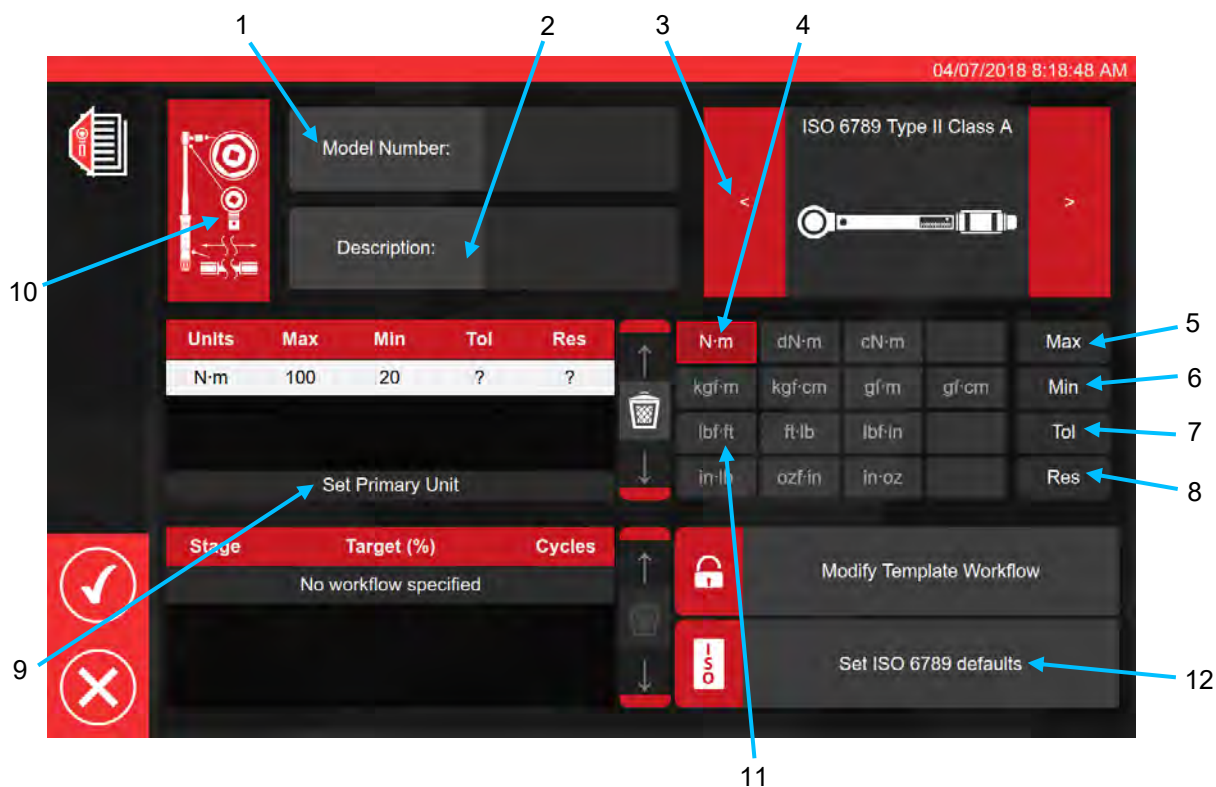 1 2 3 4
04/07/2018 8:18:48 AM
Model Number:
ISO 6789 Type II Class A
< >
Description:
10
Units Max Min Tol Res
N·m 100 20 ? ?
Set Primary Unit
N·m dN·m cN·m Max 5
kgf·m kgf·cm gf·m gf·cm Min 6
lbf·ft ft·lb lbf·in Tol 7
in·lb ozf·in in·oz Res 8
Stage Target (%) Cycles
No workflow specified
Modify Template Workflow
9
ISO
Set ISO 6789 defaults
12
11